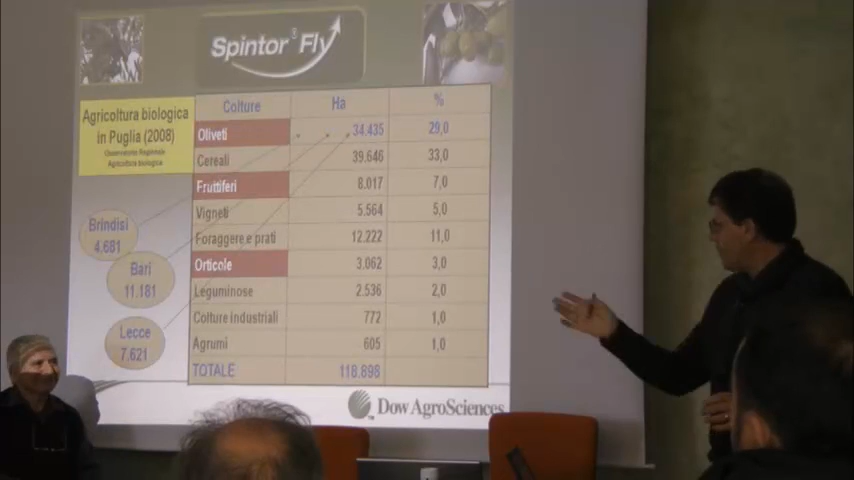 Spintor® Fly
Agricoltura biologica
in Puglia (2008)
Osservatorio Regionale
Agricoltura biologica
Colture Ha %
Oliveti 34.435 29,0
Cereali 39.646 33,0
Fruttiferi 8.017 7,0
Vigneti 5.564 5,0
Foraggere e prati 12.222 11,0
Orticole 3.062 3,0
Leguminose 2.536 2,0
Colture industriali 772 1,0
Agrumi 605 1,0
TOTALE 118.898
Brindisi
4.681
Bari
11.181
Lecce
7.621
Dow AgroSciences